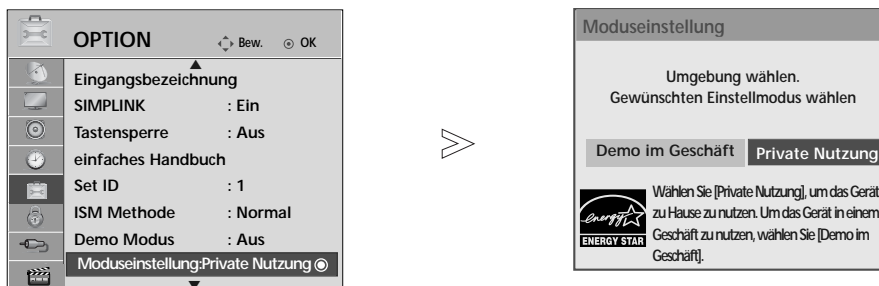 OPTION
Bew.
OK
Eingangsbezeichnung
SIMPLINK : Ein
Tastensperre : Aus
einfaches Handbuch
Set ID : 1
ISM Methode : Normal
Demo Modus : Aus
Moduseinstellung:Private Nutzung
Moduseinstellung
Umgebung wählen.
Gewünschten Einstellmodus wählen
Demo im Geschäft
Private Nutzung
energy
ENERGY STAR
Wählen Sie [Private Nutzung], um das Gerät
zu Hause zu nutzen. Um das Gerät in einem
Geschäft zu nutzen, wählen Sie [Demo im
Geschäft].